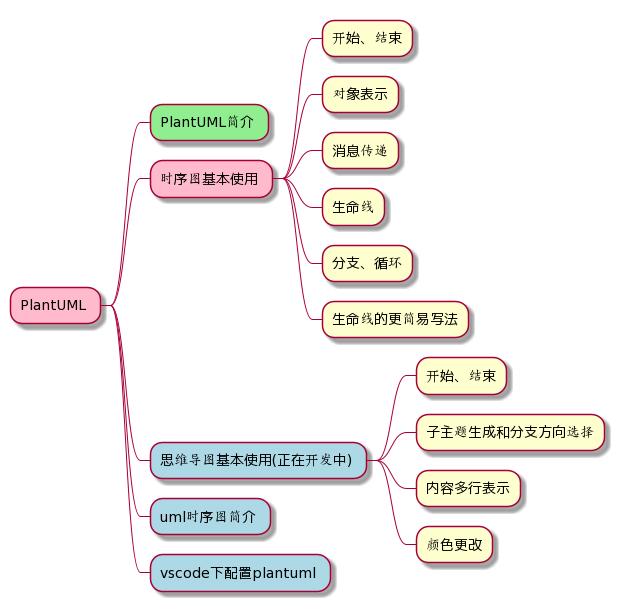 PlantUML
PlantUML简介
时序图基本使用
开始、结束
对象表示
消息传递
生命线
分支、循环
生命线的更简易写法
思维导图基本使用(正在开发中)
开始、结束
子主题生成和分支方向选择
内容多行表示
颜色更改
uml时序图简介
vscode下配置plantuml